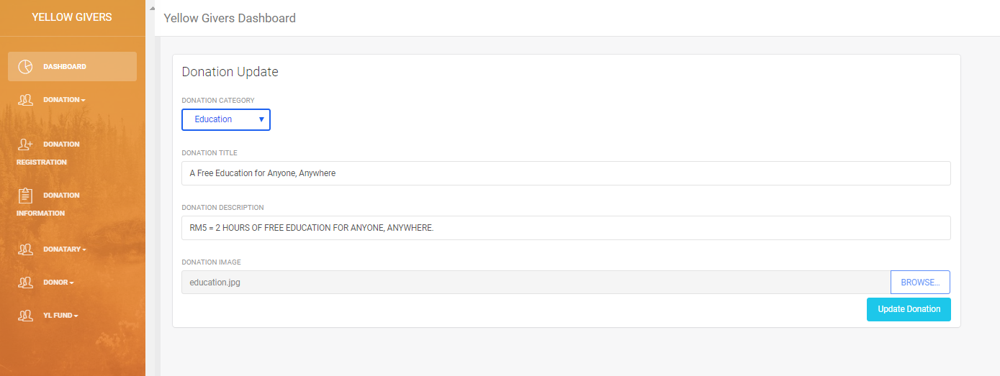 YELLOW GIVERS
DASHBOARD
DONATION
DONATION
REGISTRATION
DONATION
INFORMATION
DONATARY
DONOR
YL FUND
Yellow Givers Dashboard
Donation Update
DONATION CATEGORY
Education
DONATION TITLE
A Free Education for Anyone, Anywhere
DONATION DESCRIPTION
RM5 = 2 HOURS OF FREE EDUCATION FOR ANYONE, ANYWHERE.
DONATION IMAGE
education.jpg
BROWSE...
Update Donation